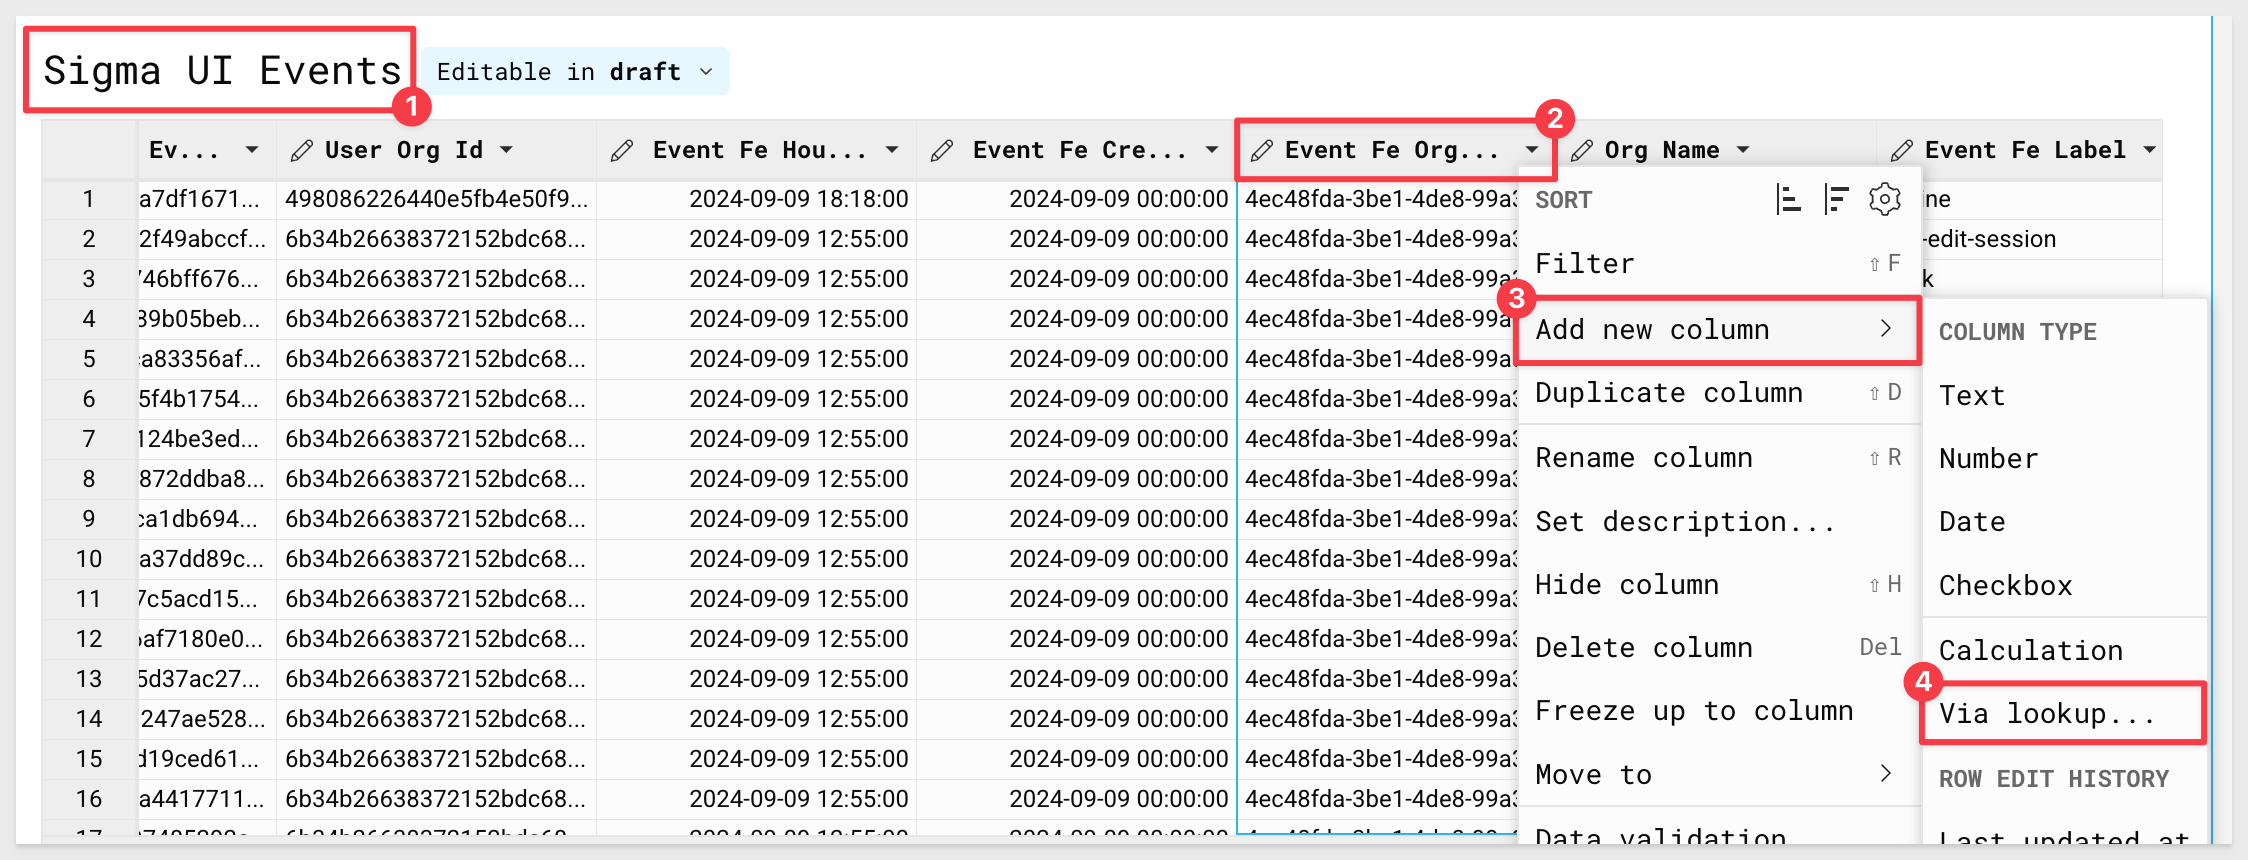 Sigma UI Events Editable in draft
1
2
Ev... User Org Id Event Fe Hou... Event Fe Cre... Event Fe Org... Org Name Event Fe Label
1 a7df1671... 498086226440e5fb4e50f9... 2024-09-09 18:18:00 2024-09-09 00:00:00 4ec48fda-3be1-4de8-99a ine
2 2f49abccf... 6b34b26638372152bdc68... 2024-09-09 12:55:00 2024-09-09 00:00:00 4ec48fda-3be1-4de8-99a -edit-session
3 746bff676... 6b34b26638372152bdc68... 2024-09-09 12:55:00 2024-09-09 00:00:00 4ec48fda-3be1-4de8-99a k
4 39b05beb... 6b34b26638372152bdc68... 2024-09-09 12:55:00 2024-09-09 00:00:00 4ec48fda-3be1-4de8-99a
5 a83356af... 6b34b26638372152bdc68... 2024-09-09 12:55:00 2024-09-09 00:00:00 4ec48fda-3be1-4de8-99a
6 5f4b1754... 6b34b26638372152bdc68... 2024-09-09 12:55:00 2024-09-09 00:00:00 4ec48fda-3be1-4de8-99a
7 124be3ed... 6b34b26638372152bdc68... 2024-09-09 12:55:00 2024-09-09 00:00:00 4ec48fda-3be1-4de8-99a
8 872ddba8... 6b34b26638372152bdc68... 2024-09-09 12:55:00 2024-09-09 00:00:00 4ec48fda-3be1-4de8-99a
9 ca1db694... 6b34b26638372152bdc68... 2024-09-09 12:55:00 2024-09-09 00:00:00 4ec48fda-3be1-4de8-99a
10 a37dd89c... 6b34b26638372152bdc68... 2024-09-09 12:55:00 2024-09-09 00:00:00 4ec48fda-3be1-4de8-99a
11 7c5acd15... 6b34b26638372152bdc68... 2024-09-09 12:55:00 2024-09-09 00:00:00 4ec48fda-3be1-4de8-99a
12 af7180e0... 6b34b26638372152bdc68... 2024-09-09 12:55:00 2024-09-09 00:00:00 4ec48fda-3be1-4de8-99a
13 5d37ac27... 6b34b26638372152bdc68... 2024-09-09 12:55:00 2024-09-09 00:00:00 4ec48fda-3be1-4de8-99a
14 247ae528... 6b34b26638372152bdc68... 2024-09-09 12:55:00 2024-09-09 00:00:00 4ec48fda-3be1-4de8-99a
15 d19ced61... 6b34b26638372152bdc68... 2024-09-09 12:55:00 2024-09-09 00:00:00 4ec48fda-3be1-4de8-99a
16 a4417711... 6b34b26638372152bdc68... 2024-09-09 12:55:00 2024-09-09 00:00:00 4ec48fda-3be1-4de8-99a
SORT
Filter ⇧ F
3
Add new column
Duplicate column ⇧ D
Rename column ⇧ R
Set description...
Hide column ⇧ H
Delete column Del
Freeze up to column
Move to
Data validation
COLUMN TYPE
Text
Number
Date
Checkbox
Calculation
4
Via lookup...
ROW EDIT HISTORY
Last updated at